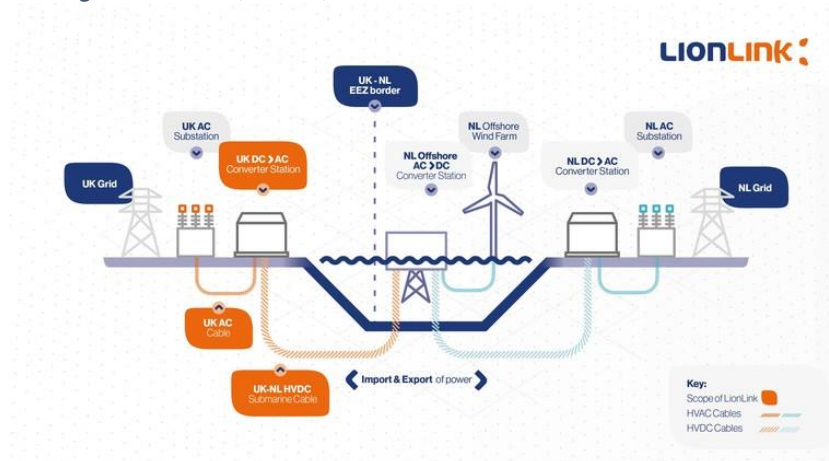 LIONLINK
UK - NL
EEZ border
UK AC
Substation
UK DC > AC
Converter Station
NL Offshore
AC > DC
Converter Station
NL Offshore
Wind Farm
NL DC > AC
Converter Station
NL AC
Substation
UK Grid
NL Grid
UK AC
Cable
UK-NL HVDC
Submarine Cable
Import & Export of power
Key:
Scope of LionLink
HVAC Cables
HVDC Cables